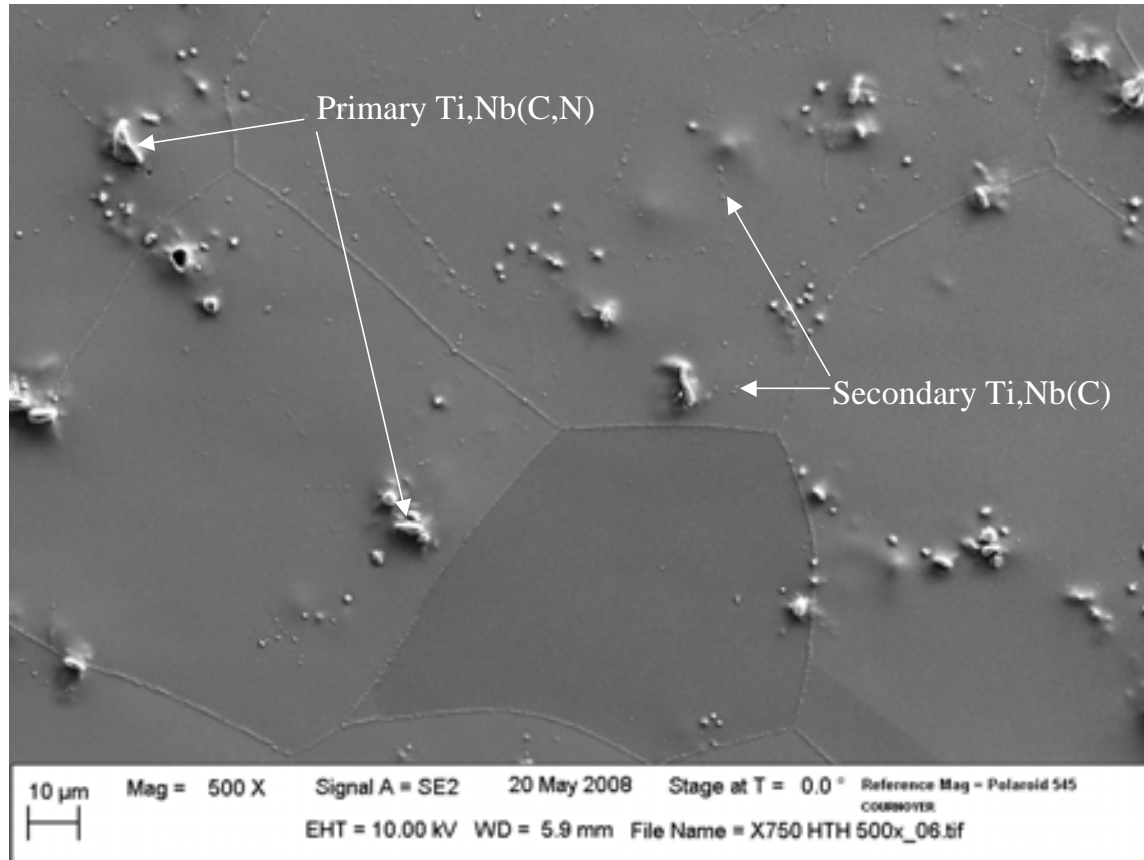 Primary Ti,Nb(C,N)
Secondary Ti,Nb(C)
10 µm Mag = 500 X Signal A = SE2 20 May 2008 Stage at T = 0.0 ° Reference Mag = Polaroid 545
COURNOYER
EHT = 10.00 kV WD = 5.9 mm File Name = X750 HTH 500x_06.tif